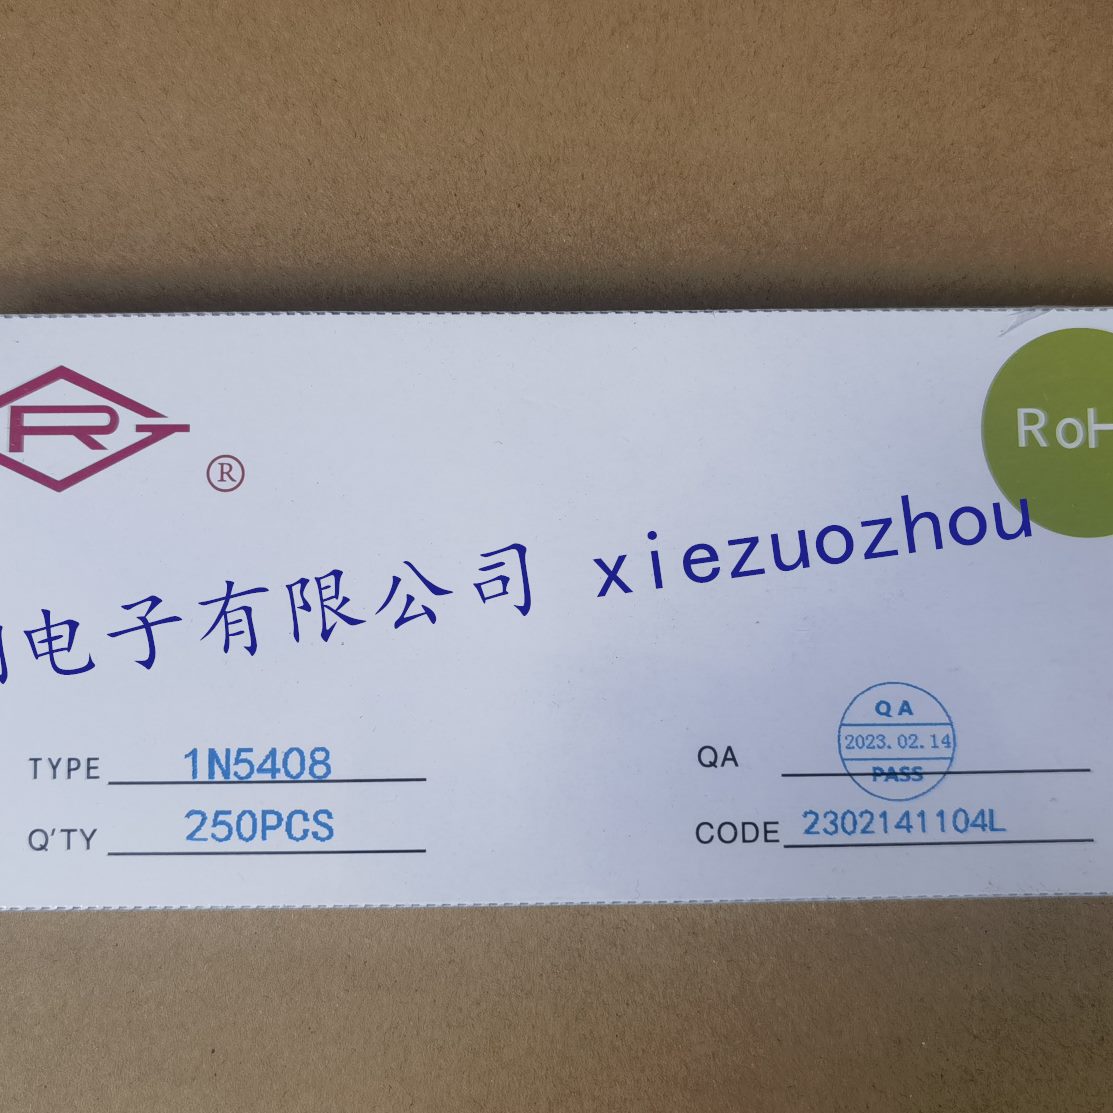 R
®
RoH
电子有限公司 xiezuozhou
TYPE 1N5408
QA
QA
2023.02.14
PASS
Q'TY 250PCS
CODE 2302141104L